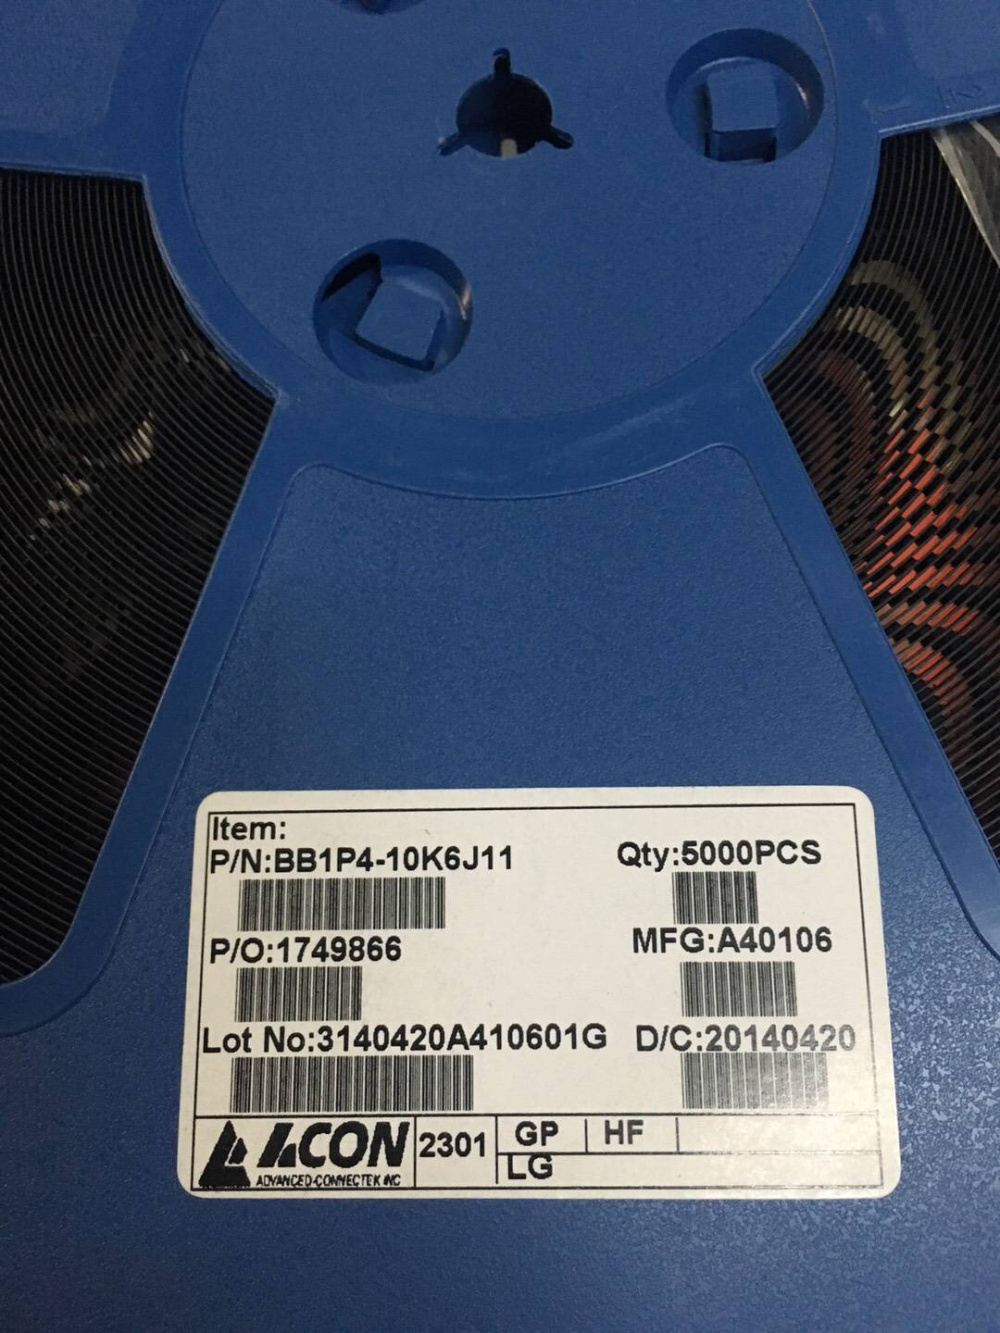 Item:
P/N:BB1P4-10K6J11 Qty:5000PCS
P/O:1749866 MFG:A40106
Lot No:3140420A410601G D/C:20140420
ACON 2301 GP HF
ADVANCED-CONNECTEK INC LG